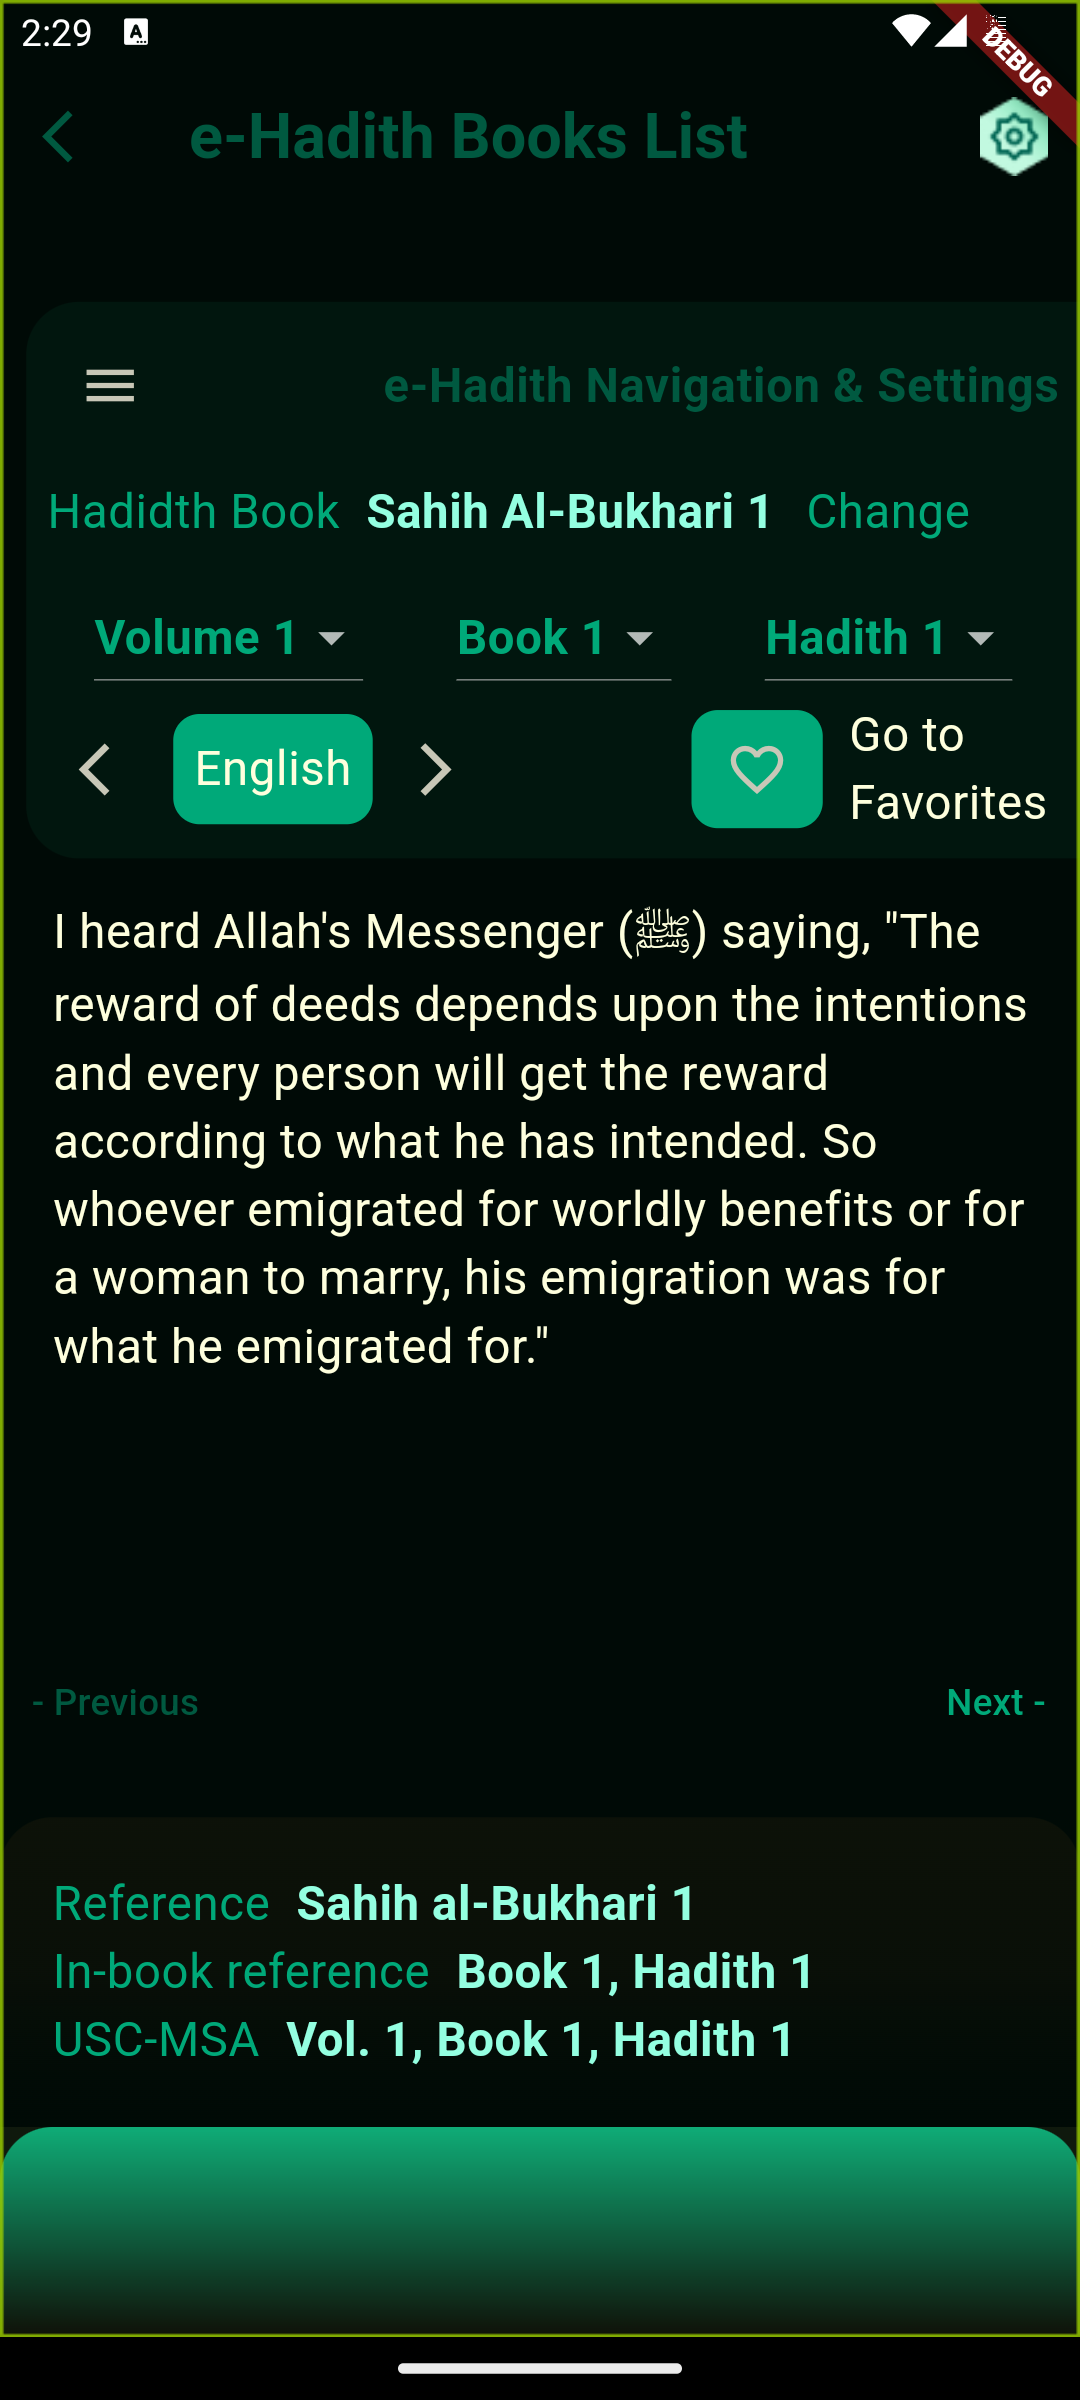 2:29
DEBUG
e-Hadith Books List
e-Hadith Navigation & Settings
Hadidth Book Sahih Al-Bukhari 1 Change
Volume 1 Book 1 Hadith 1
English
Go to
Favorites
I heard Allah's Messenger (ﷺ) saying, "The
reward of deeds depends upon the intentions
and every person will get the reward
according to what he has intended. So
whoever emigrated for worldly benefits or for
a woman to marry, his emigration was for
what he emigrated for."
- Previous Next -
Reference Sahih al-Bukhari 1
In-book reference Book 1, Hadith 1
USC-MSA Vol. 1, Book 1, Hadith 1